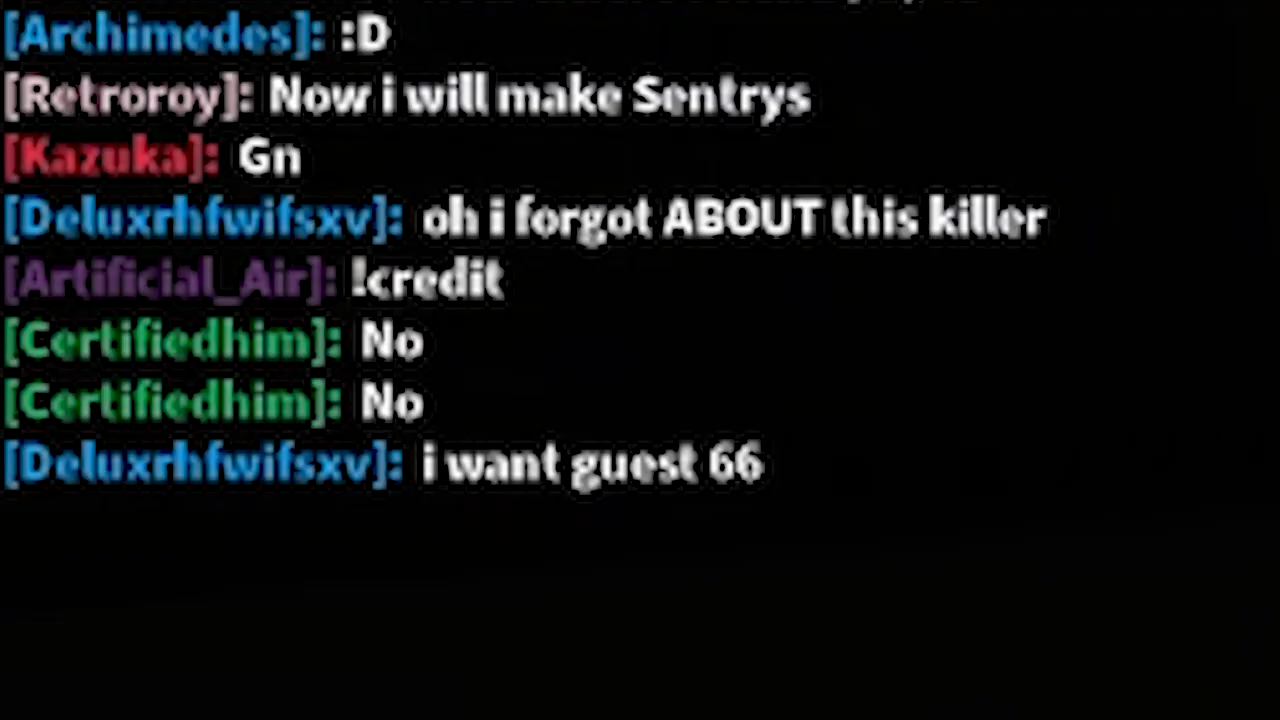 [Archimedes]: :D
[Retroroy]: Now i will make Sentrys
[Kazuka]: Gn
[Deluxrhfwifsxv]: oh i forgot ABOUT this killer
[Artificial_Air]: !credit
[Certifiedhim]: No
[Certifiedhim]: No
[Deluxrhfwifsxv]: i want guest 66